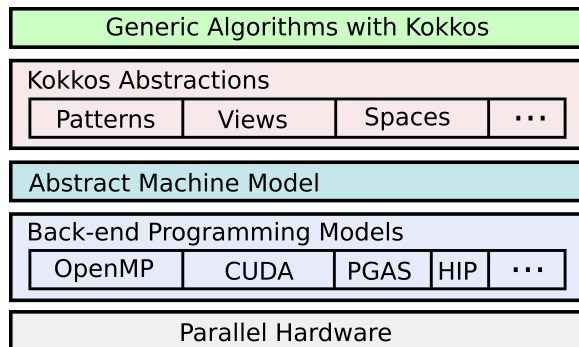 Generic Algorithms with Kokkos
Kokkos Abstractions
Patterns Views Spaces ...
Abstract Machine Model
Back-end Programming Models
OpenMP CUDA PGAS HIP ...
Parallel Hardware